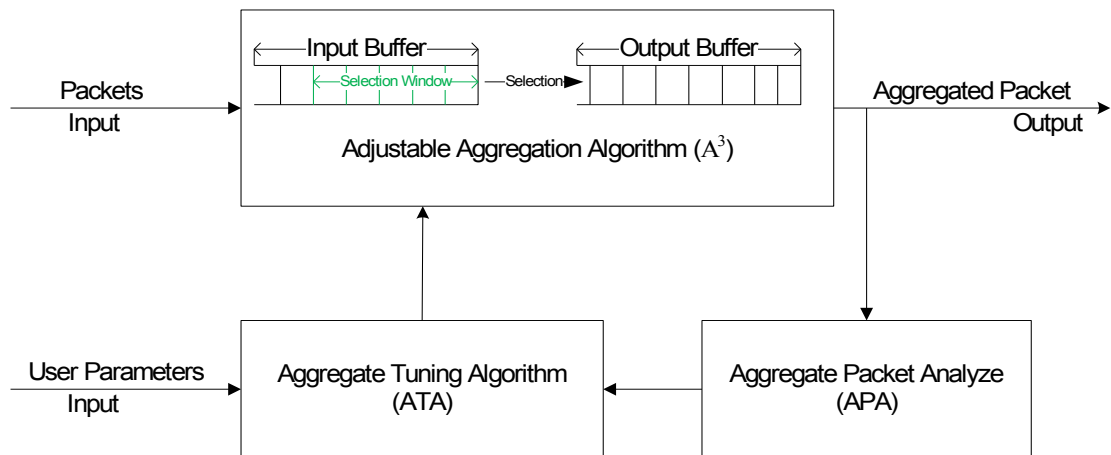 Input Buffer
Output Buffer
Selection Window
Selection
Packets
Input
Aggregated Packet
Output
Adjustable Aggregation Algorithm (A³)
User Parameters
Input
Aggregate Tuning Algorithm
(ATA)
Aggregate Packet Analyze
(APA)